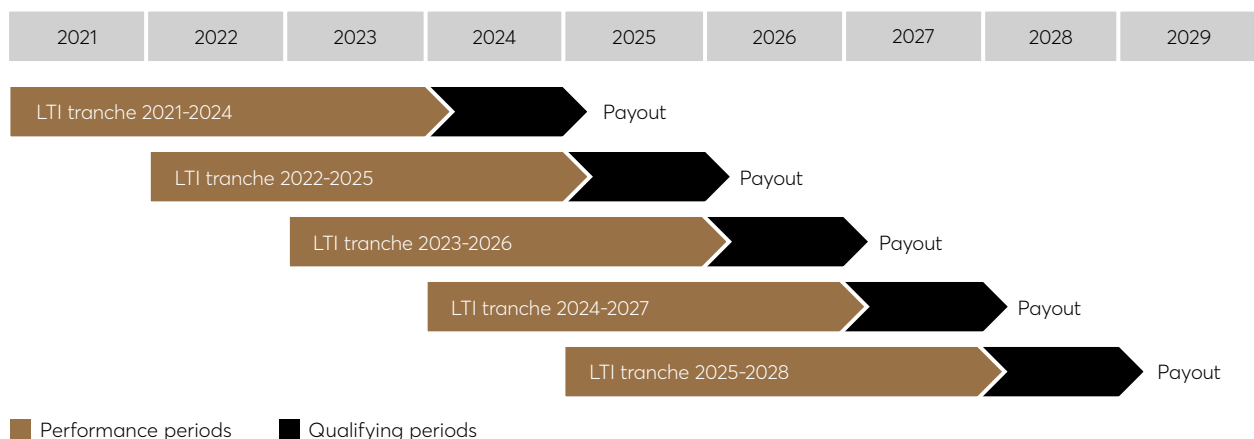 2021 2022 2023 2024 2025 2026 2027 2028 2029
LTI tranche 2021-2024 Payout
LTI tranche 2022-2025 Payout
LTI tranche 2023-2026 Payout
LTI tranche 2024-2027 Payout
LTI tranche 2025-2028 Payout
Performance periods Qualifying periods